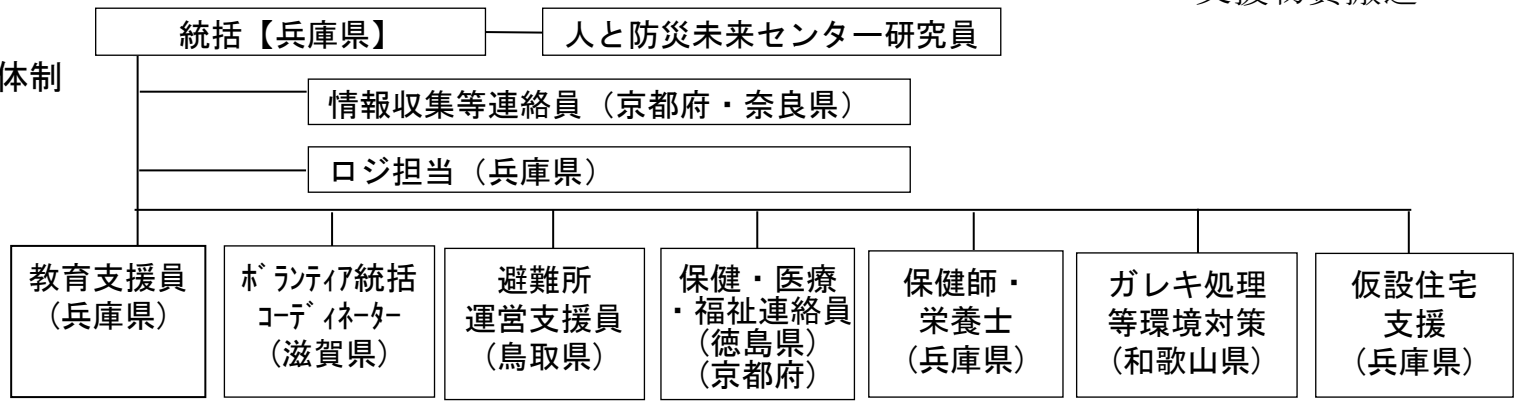 支援物資搬送
統括【兵庫県】
人と防災未来センター研究員
体制
情報収集等連絡員（京都府・奈良県）
ロジ担当（兵庫県）
教育支援員
（兵庫県）
ﾎﾞﾗﾝﾃｨｱ統括
ｺｰﾃﾞｨﾈｰﾀｰ
（滋賀県）
避難所
運営支援員
（鳥取県）
保健・医療
・福祉連絡員
（徳島県）
（京都府）
保健師・
栄養士
（兵庫県）
ガレキ処理
等環境対策
（和歌山県）
仮設住宅
支援
（兵庫県）